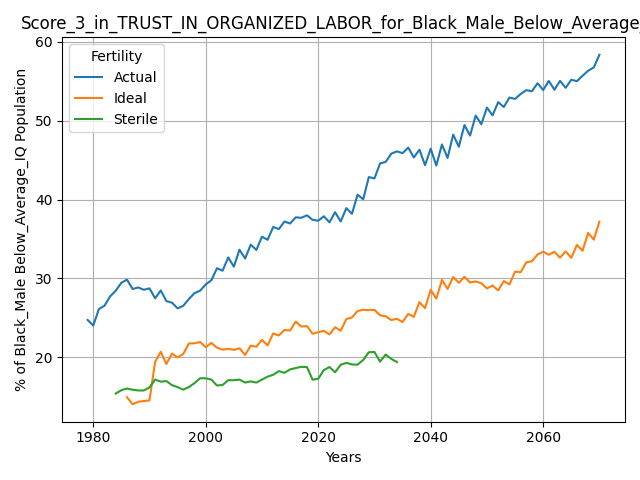 Score_3_in_TRUST_IN_ORGANIZED_LABOR_for_Black_Male_Below_Average_
Fertility
Actual
Ideal
Sterile
% of Black_Male Below_Average_IQ Population
60
50
40
30
20
1980
2000
2020
2040
2060
Years